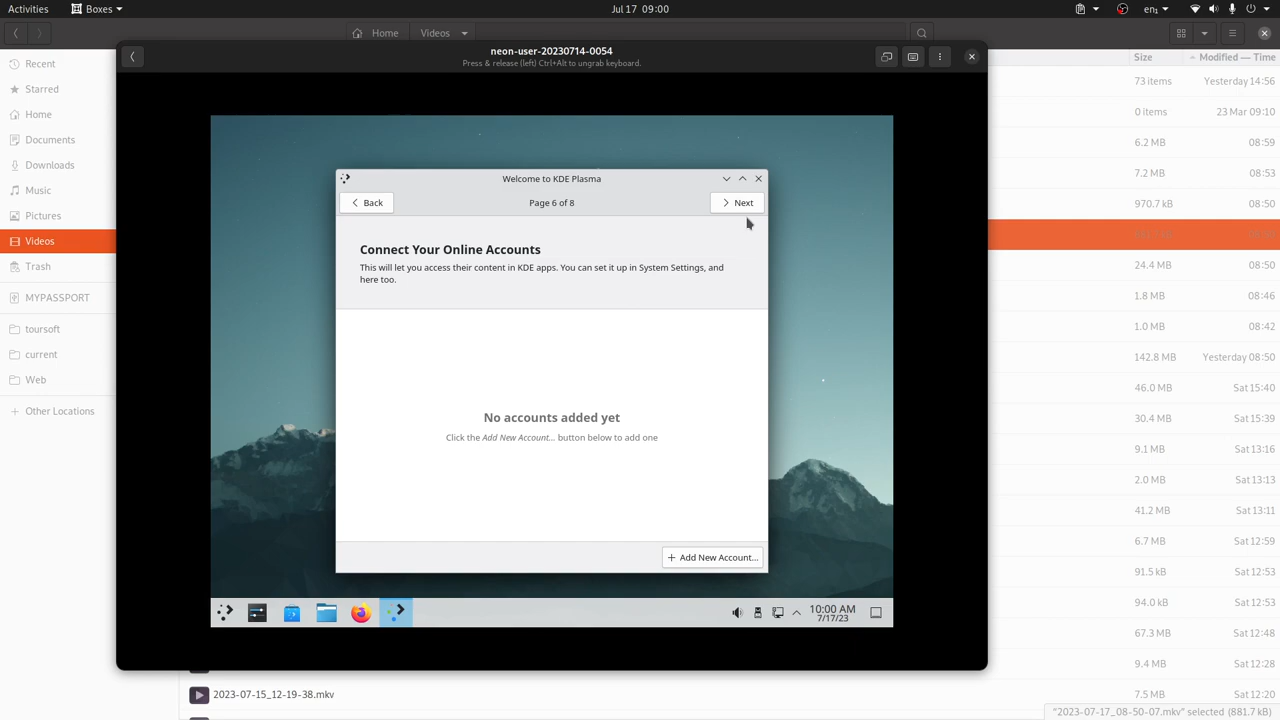 Activities
Boxes
Jul 17 09:00
en₁
Home
Videos
neon-user-20230714-0054
Press & release (left) Ctrl+Alt to ungrab keyboard.
Size
Modified — Time
Recent
Starred
Home
Documents
Downloads
Music
Pictures
Videos
Trash
MYPASSPORT
toursoft
current
Web
Other Locations
Welcome to KDE Plasma
Back
Page 6 of 8
Next
Connect Your Online Accounts
This will let you access their content in KDE apps. You can set it up in System Settings, and
here too.
No accounts added yet
Click the Add New Account... button below to add one
Add New Account...
10:00 AM
7/17/23
73 items Yesterday 14:56
0 items 23 Mar 09:10
6.2 MB 08:59
7.2 MB 08:53
970.7 kB 08:50
24.4 MB 08:50
1.8 MB 08:46
1.0 MB 08:42
142.8 MB Yesterday 08:50
46.0 MB Sat 15:40
30.4 MB Sat 15:39
9.1 MB Sat 13:16
2.0 MB Sat 13:13
41.2 MB Sat 13:11
6.7 MB Sat 12:59
91.5 kB Sat 12:53
94.0 kB Sat 12:53
67.3 MB Sat 12:48
9.4 MB Sat 12:28
2023-07-15_12-19-38.mkv 7.5 MB Sat 12:20
“2023-07-17_08-50-07.mkv” selected (881.7 kB)